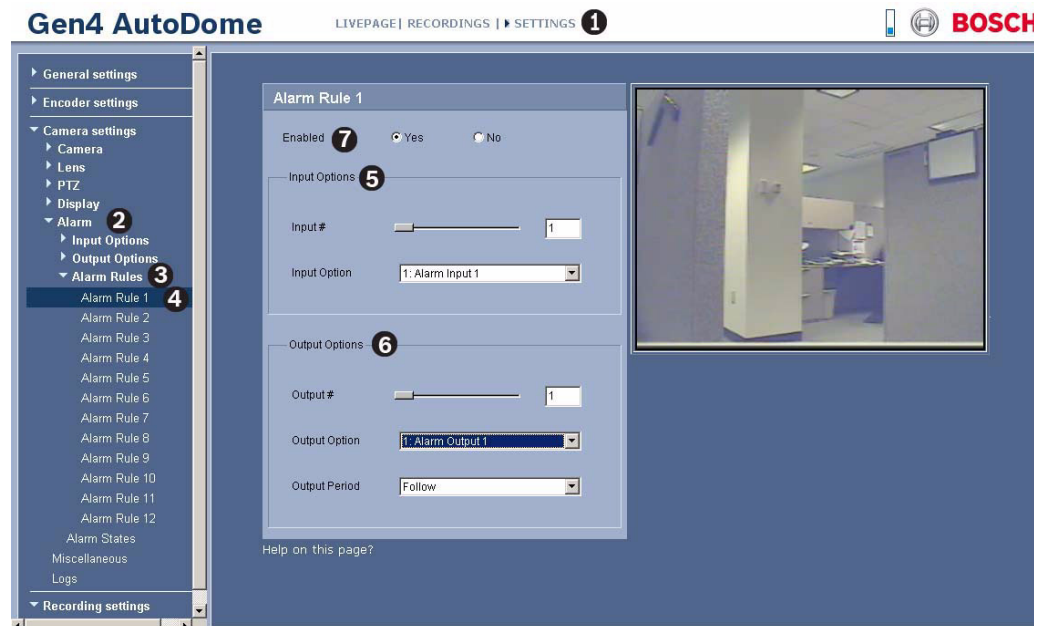 Gen4 AutoDome
LIVEPAGE| RECORDINGS | SETTINGS 1
BOSCH
General settings
Encoder settings
Camera settings
Camera
Lens
PTZ
Display
Alarm 2
Input Options
Output Options
Alarm Rules 3
Alarm Rule 1 4
Alarm Rule 2
Alarm Rule 3
Alarm Rule 4
Alarm Rule 5
Alarm Rule 6
Alarm Rule 7
Alarm Rule 8
Alarm Rule 9
Alarm Rule 10
Alarm Rule 11
Alarm Rule 12
Alarm States
Miscellaneous
Logs
Recording settings
Alarm Rule 1
Enabled 7 Yes No
Input Options 5
Input # 1
Input Option 1: Alarm Input 1
Output Options 6
Output # 1
Output Option 1: Alarm Output 1
Output Period Follow
Help on this page?